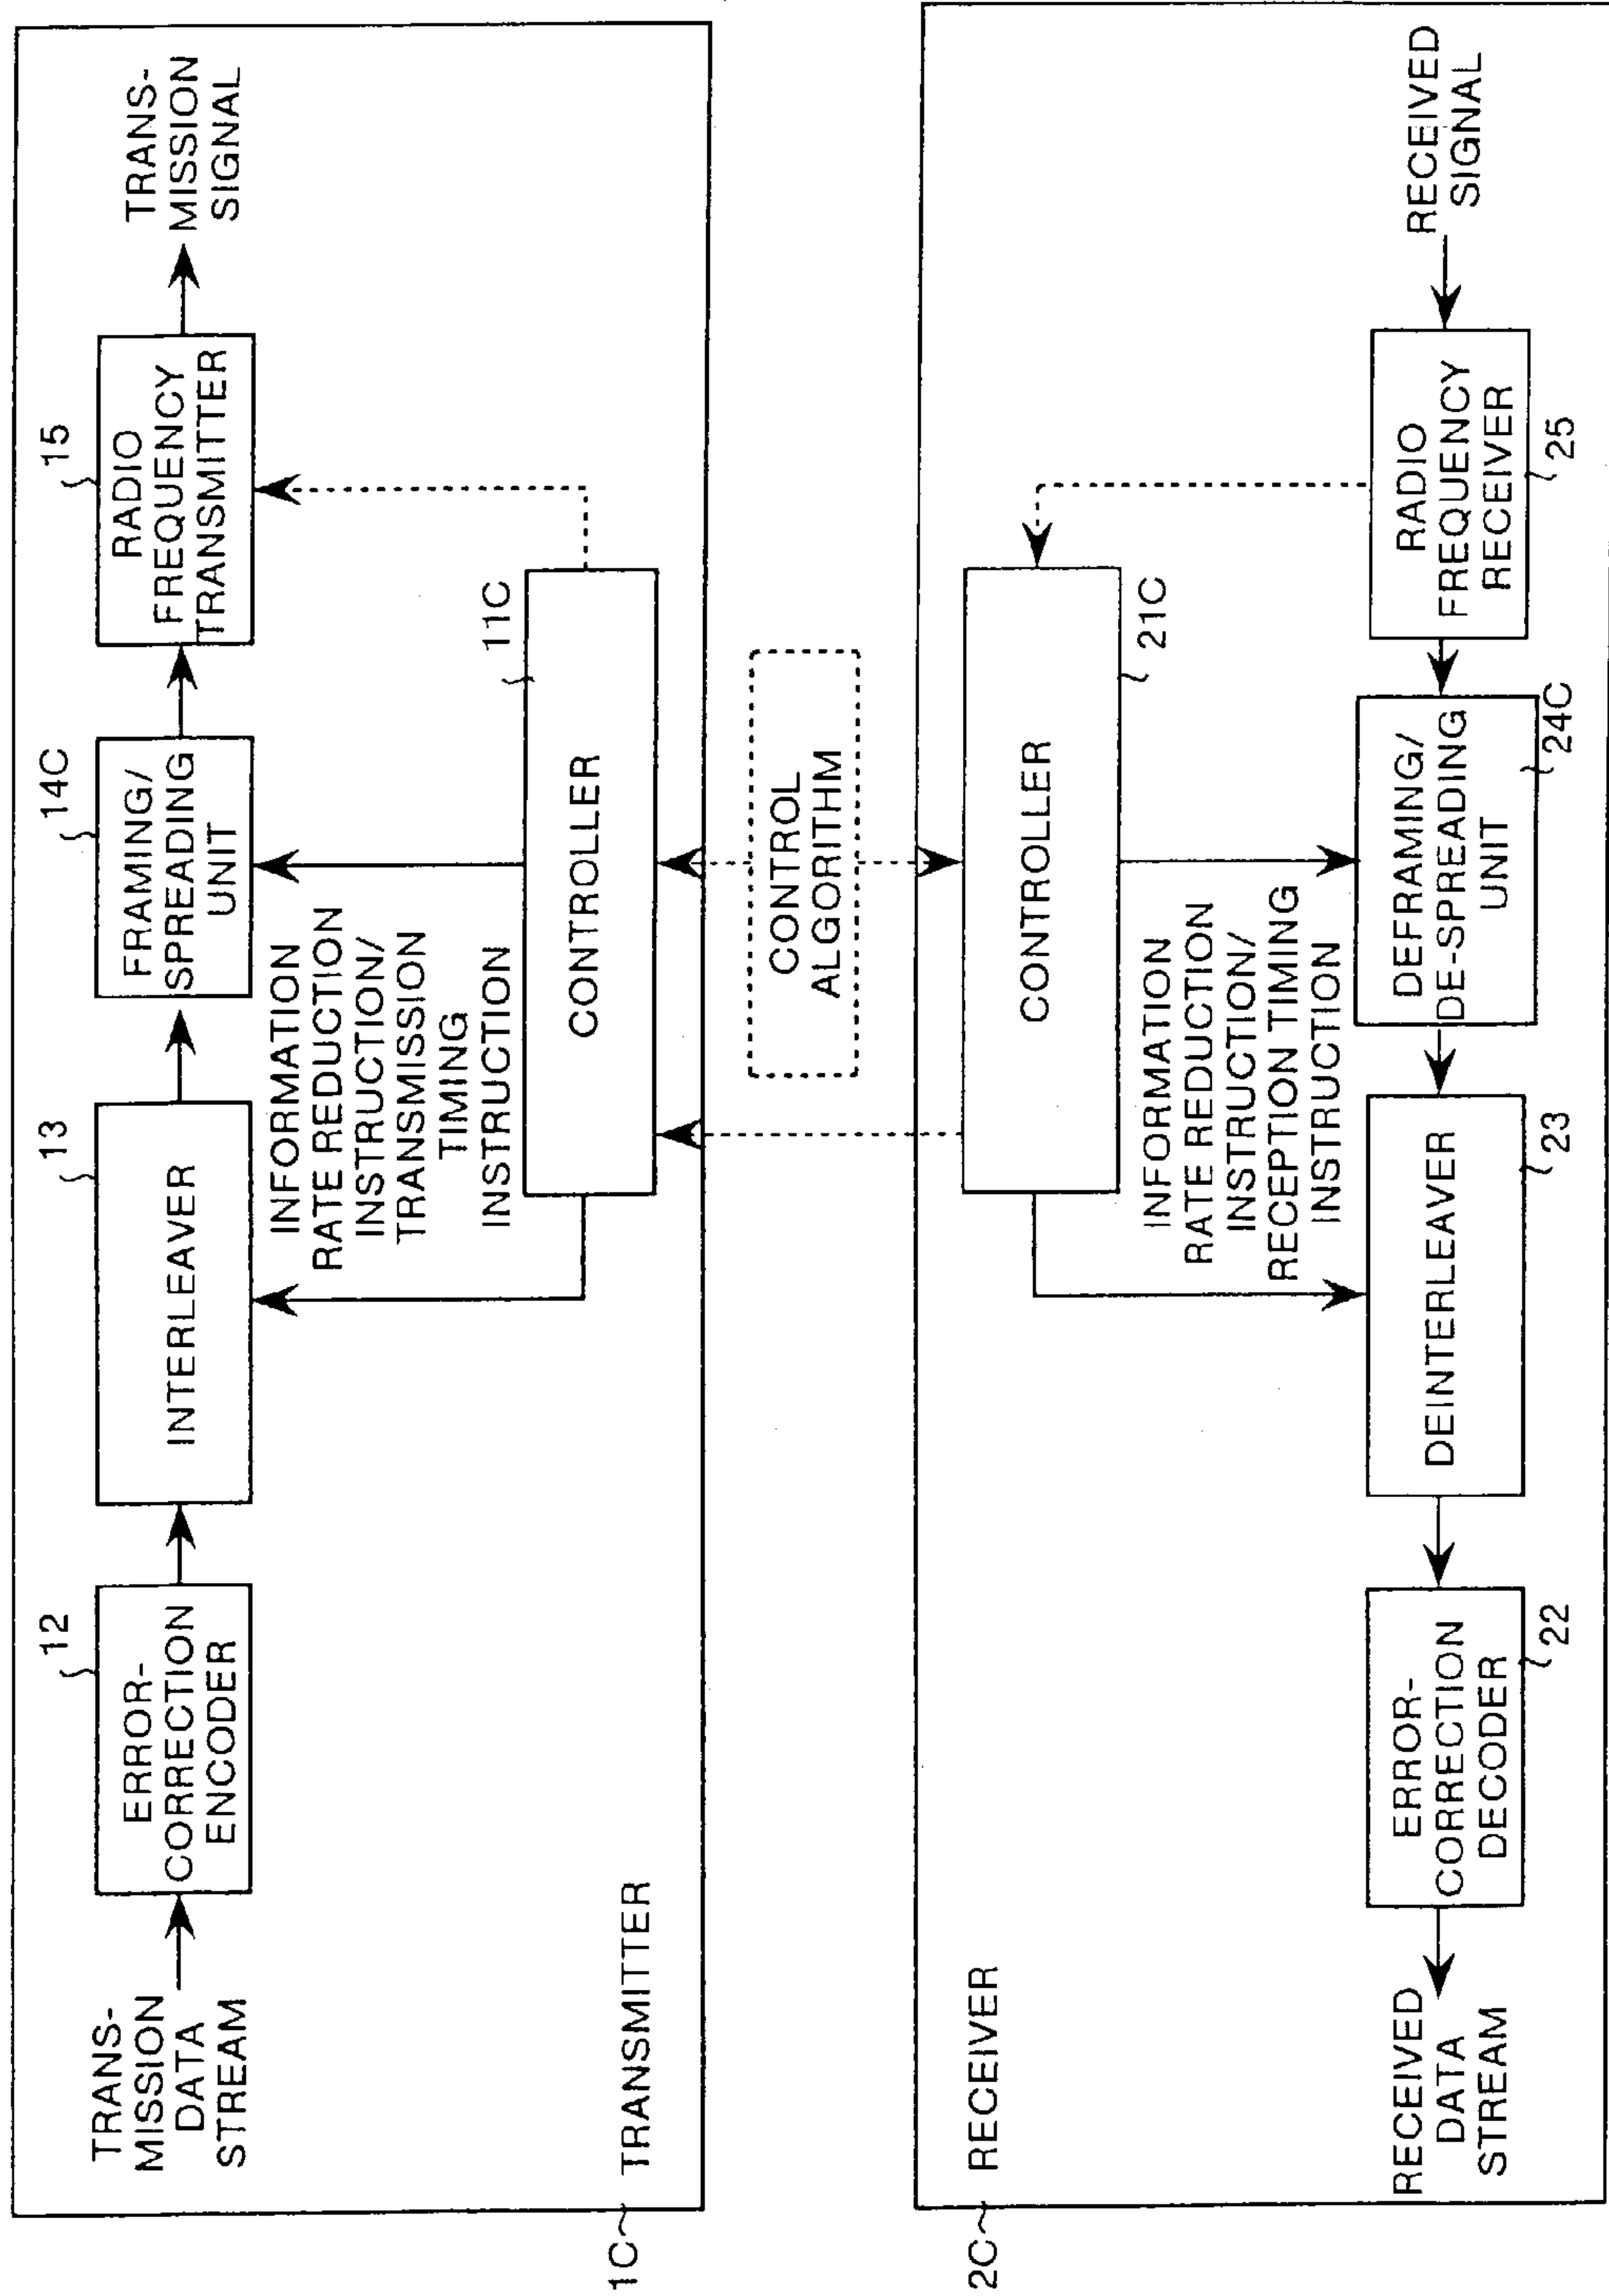 TRANS-
MISSION
DATA
STREAM
12
ERROR-
CORRECTION
ENCODER
13
INTERLEAVER
14C
FRAMING/
SPREADING
UNIT
15
RADIO
FREQUENCY
TRANSMITTER
TRANS-
MISSION
SIGNAL
INFORMATION
RATE REDUCTION
INSTRUCTION/
TRANSMISSION
TIMING
INSTRUCTION
11C
CONTROLLER
1C
TRANSMITTER
CONTROL
ALGORITHM
2C
RECEIVER
CONTROLLER
21C
INFORMATION
RATE REDUCTION
INSTRUCTION/
RECEPTION TIMING
INSTRUCTION
RECEIVED
DATA
STREAM
ERROR-
CORRECTION
DECODER
22
DEINTERLEAVER
23
DEFRAMING/
DE-SPREADING
UNIT
24C
RADIO
FREQUENCY
RECEIVER
25
RECEIVED
SIGNAL